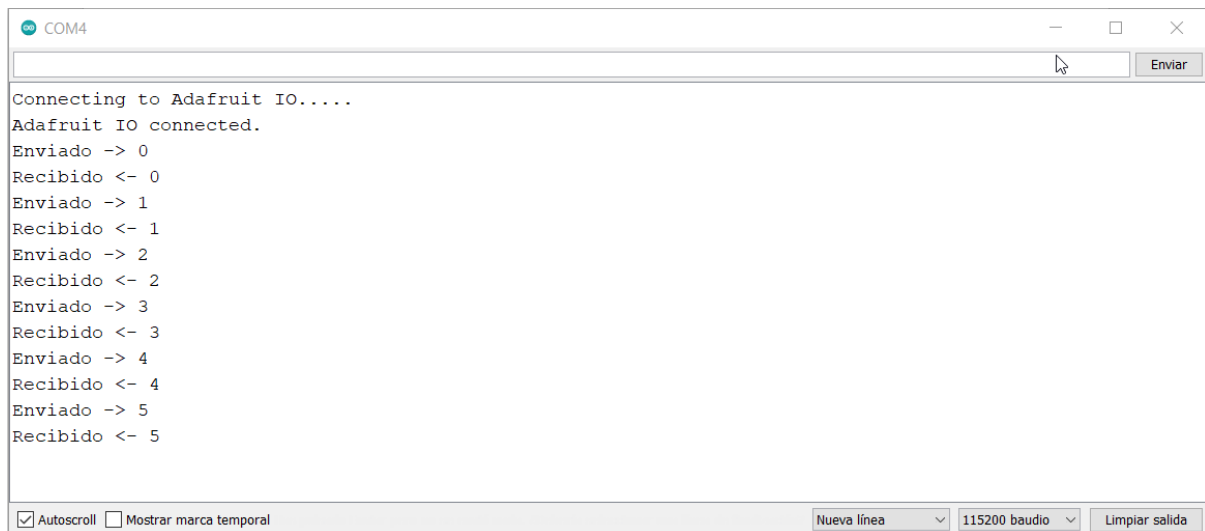 COM4
Enviar
Connecting to Adafruit IO.....
Adafruit IO connected.
Enviado -> 0
Recibido <- 0
Enviado -> 1
Recibido <- 1
Enviado -> 2
Recibido <- 2
Enviado -> 3
Recibido <- 3
Enviado -> 4
Recibido <- 4
Enviado -> 5
Recibido <- 5
Autoscroll Mostrar marca temporal Nueva línea 115200 baudio Limpiar salida